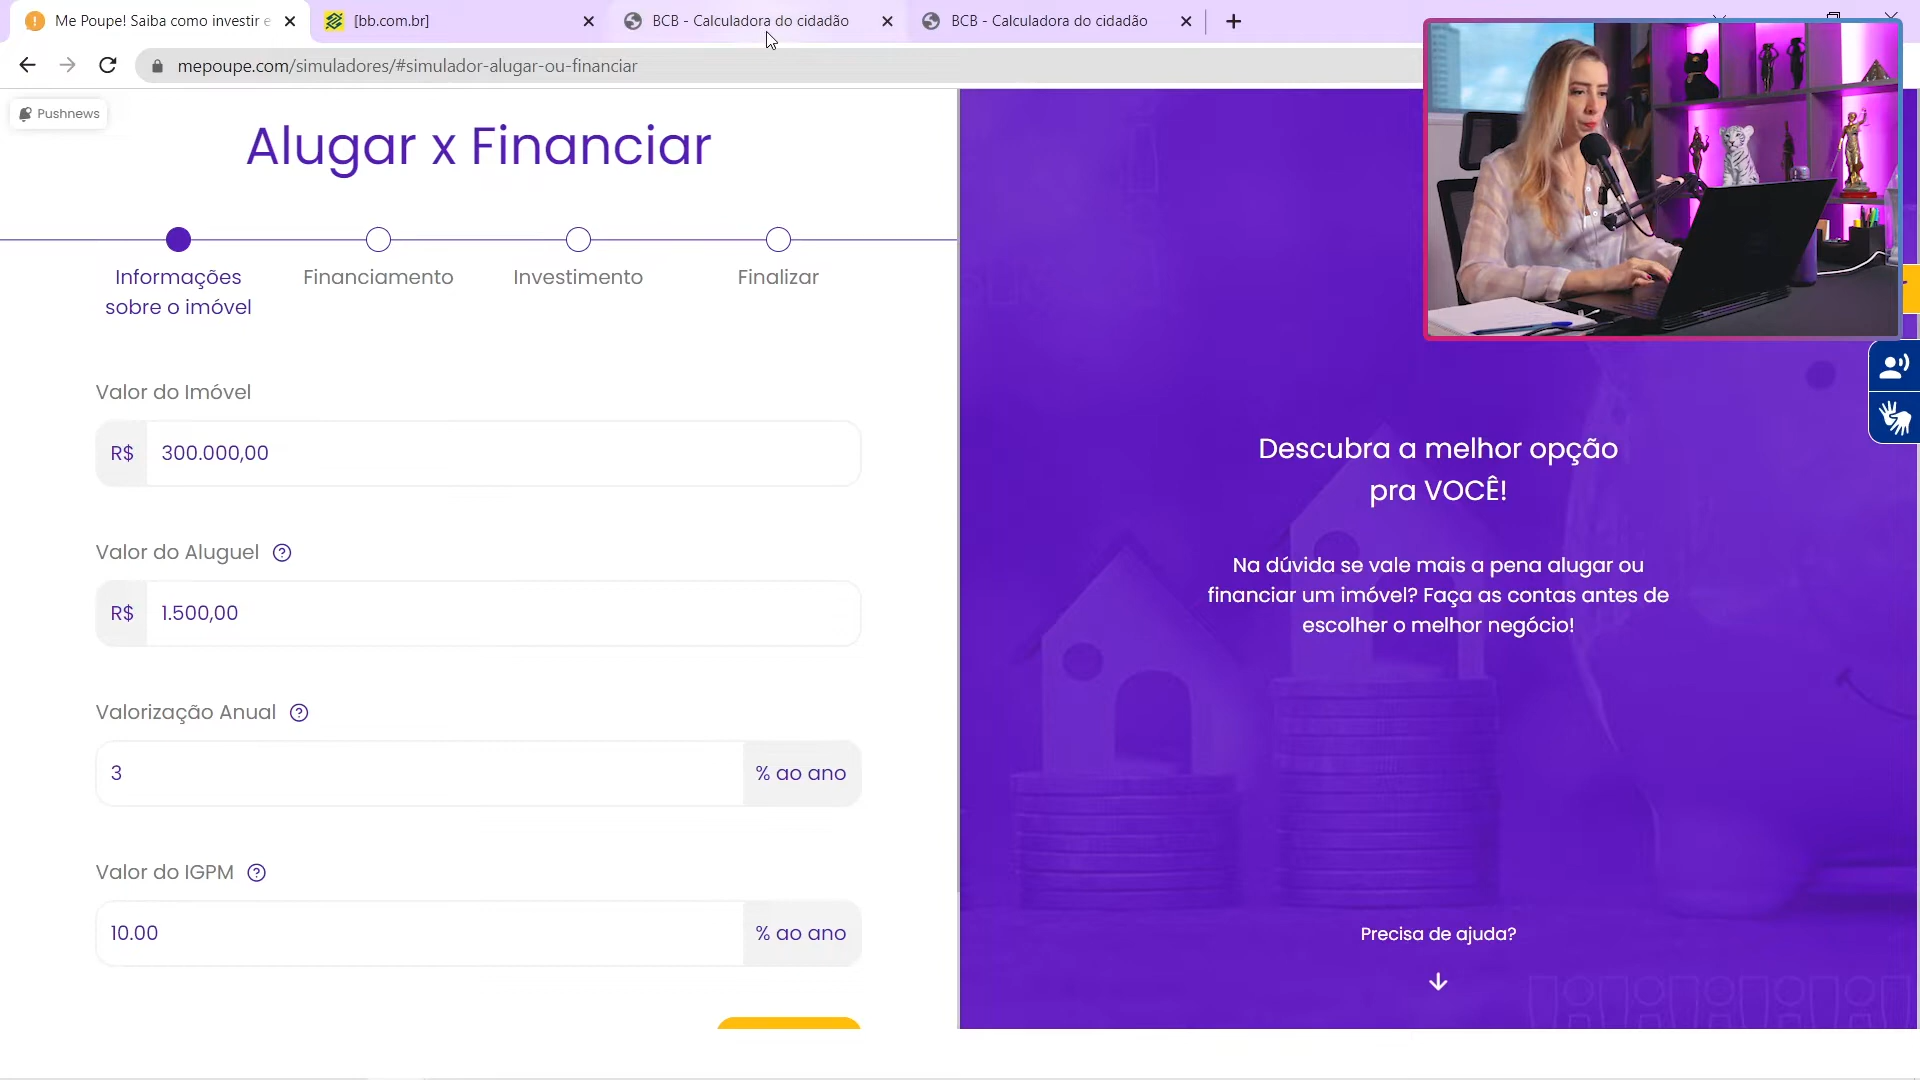 Me Poupe! Saiba como investir e
[bb.com.br]
BCB - Calculadora do cidadão
BCB - Calculadora do cidadão
mepoupe.com/simuladores/#simulador-alugar-ou-financiar
Pushnews
Alugar x Financiar
Informações
sobre o imóvel
Financiamento
Investimento
Finalizar
Valor do Imóvel
R$ 300.000,00
Valor do Aluguel ?
R$ 1.500,00
Valorização Anual ?
3 % ao ano
Valor do IGPM ?
10.00 % ao ano
Descubra a melhor opção
pra VOCÊ!
Na dúvida se vale mais a pena alugar ou
financiar um imóvel? Faça as contas antes de
escolher o melhor negócio!
Precisa de ajuda?